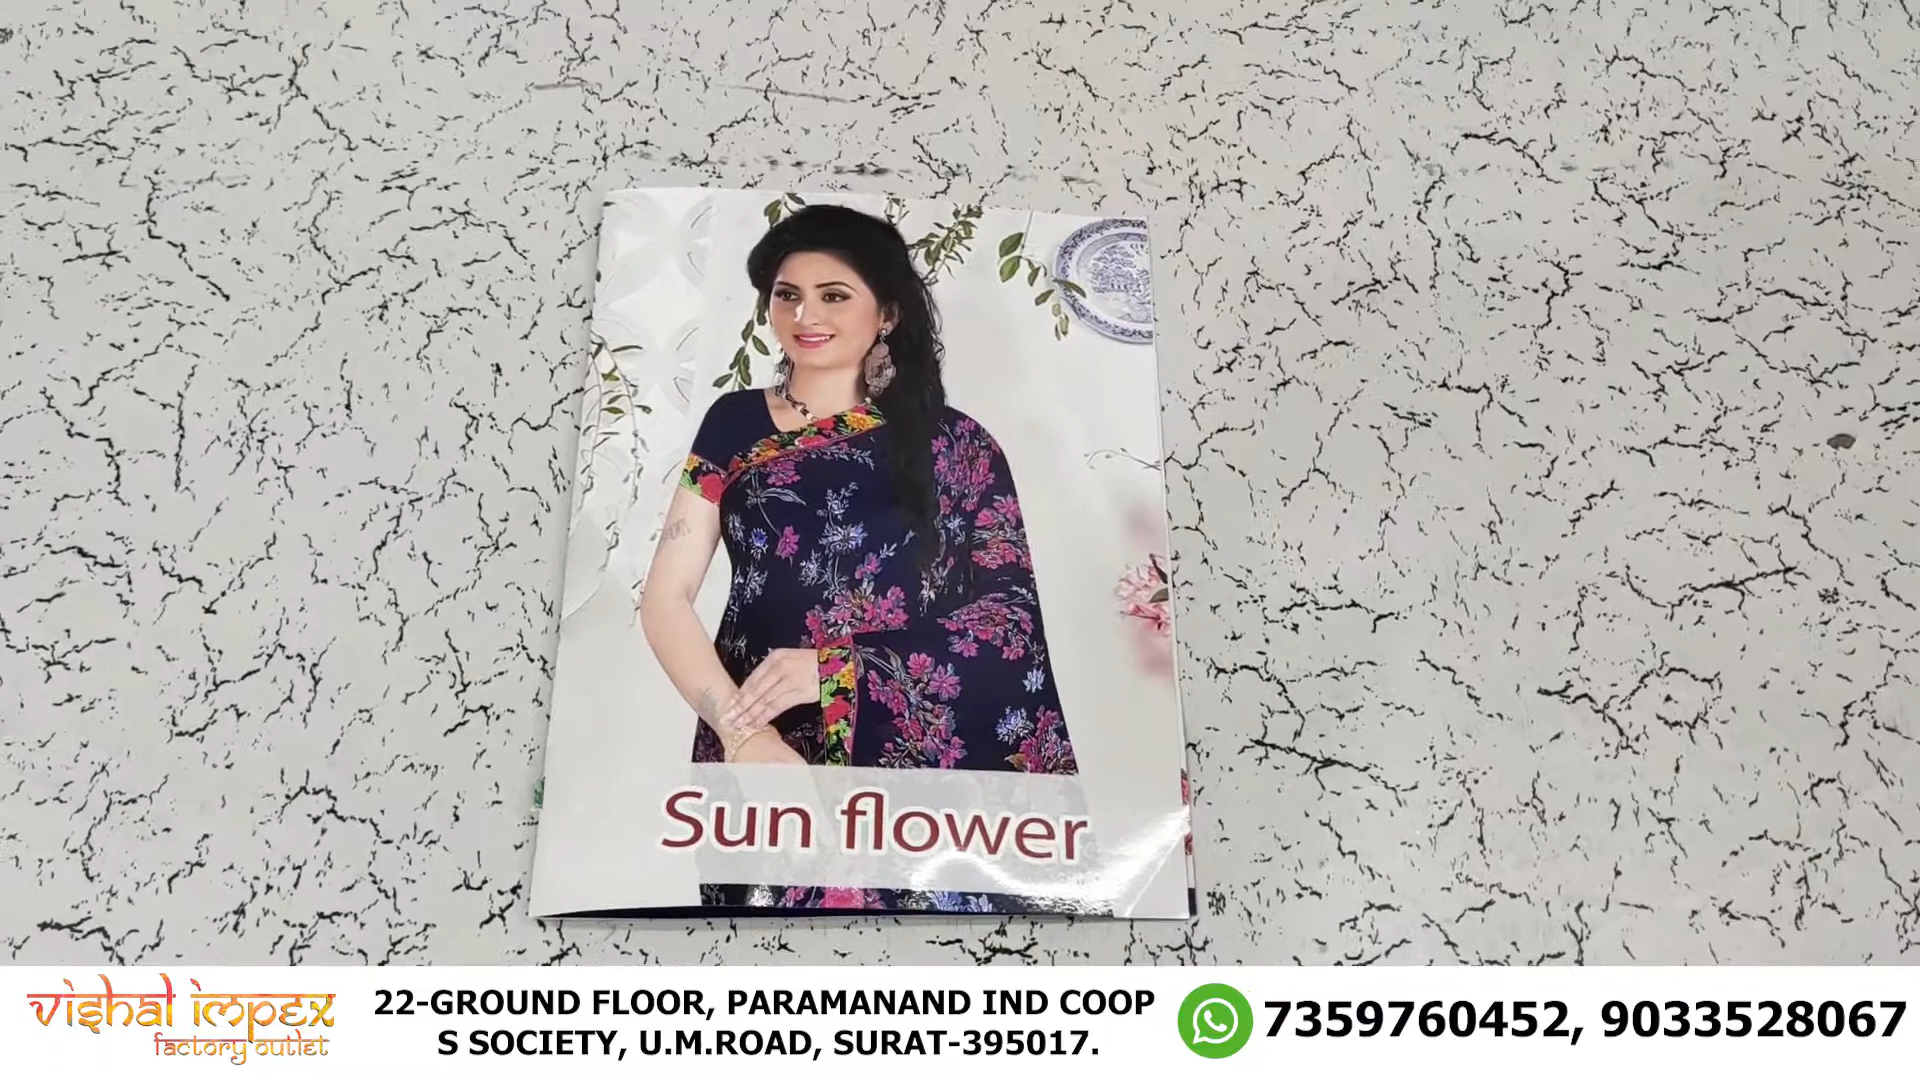 Sun flower
vishal impex
factory outlet
22-GROUND FLOOR, PARAMANAND IND COOP
S SOCIETY, U.M.ROAD, SURAT-395017.
7359760452, 9033528067